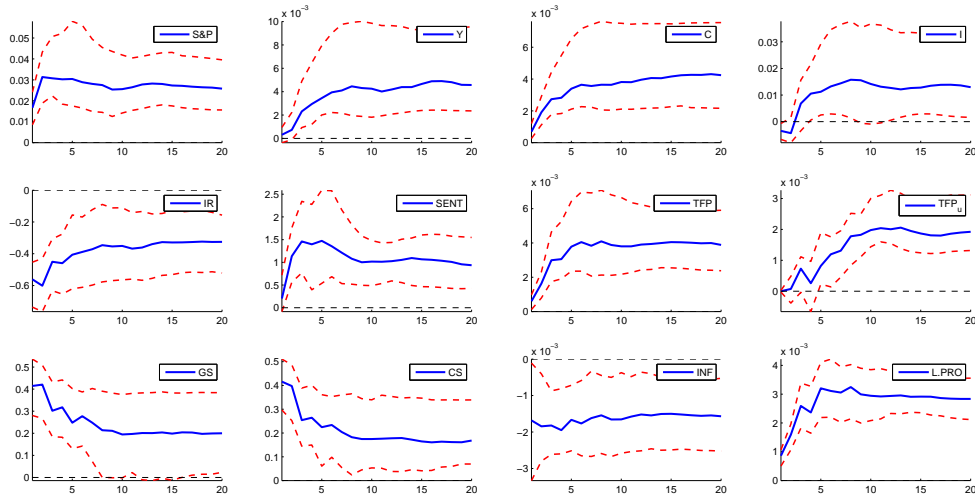 S&P
0.05
0.04
0.03
0.02
0.01
0
5 10 15 20
x 10⁻³
Y
10
8
6
4
2
0
5 10 15 20
x 10⁻³
C
6
4
2
0
5 10 15 20
I
0.03
0.02
0.01
0
5 10 15 20
IR
0
−0.2
−0.4
−0.6
5 10 15 20
SENT
2.5
2
1.5
1
0.5
0
5 10 15 20
x 10⁻³
TFP
6
4
2
0
5 10 15 20
x 10⁻³
TFPᵤ
3
2
1
0
5 10 15 20
GS
0.5
0.4
0.3
0.2
0.1
0
5 10 15 20
CS
0.5
0.4
0.3
0.2
0.1
0
5 10 15 20
x 10⁻³
INF
0
−1
−2
−3
5 10 15 20
x 10⁻³
L.PRO
4
3
2
1
0
5 10 15 20